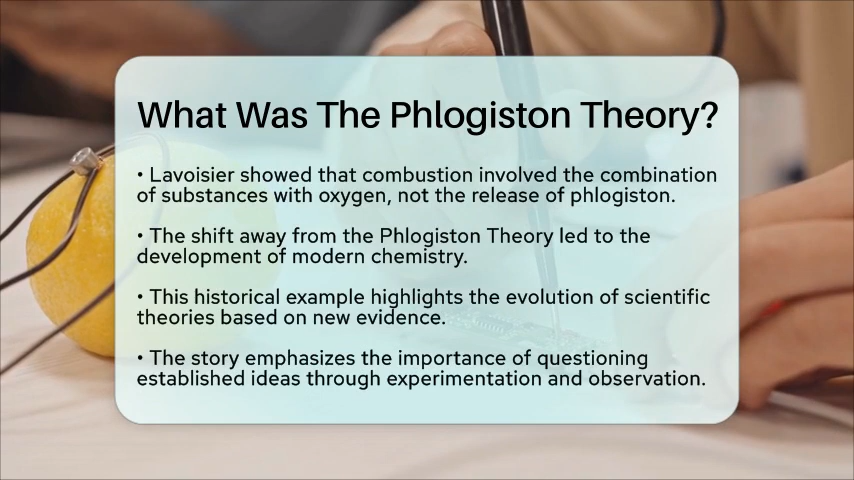 What Was The Phlogiston Theory?
• Lavoisier showed that combustion involved the combination
of substances with oxygen, not the release of phlogiston.
• The shift away from the Phlogiston Theory led to the
development of modern chemistry.
• This historical example highlights the evolution of scientific
theories based on new evidence.
• The story emphasizes the importance of questioning
established ideas through experimentation and observation.